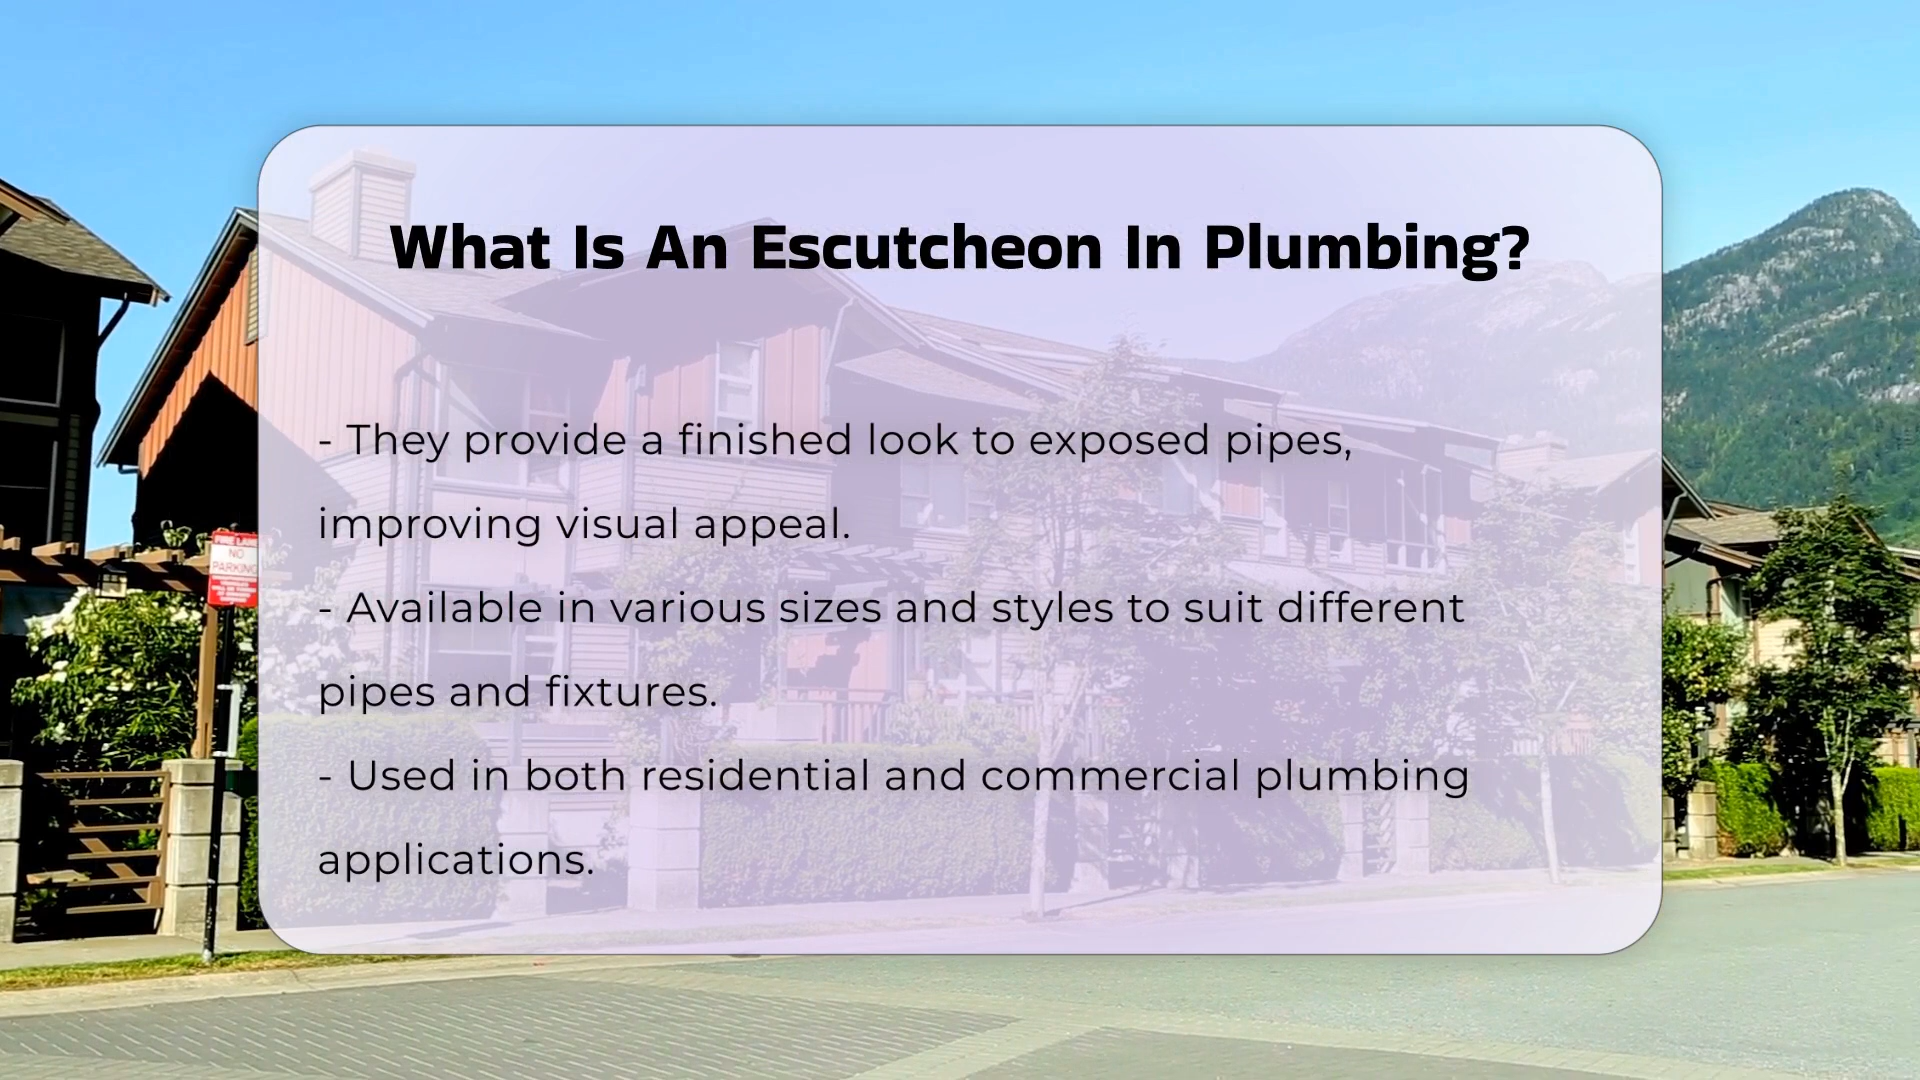 What Is An Escutcheon In Plumbing?
- They provide a finished look to exposed pipes,
improving visual appeal.
- Available in various sizes and styles to suit different
pipes and fixtures.
- Used in both residential and commercial plumbing
applications.
FIRE LANE
NO
PARKING